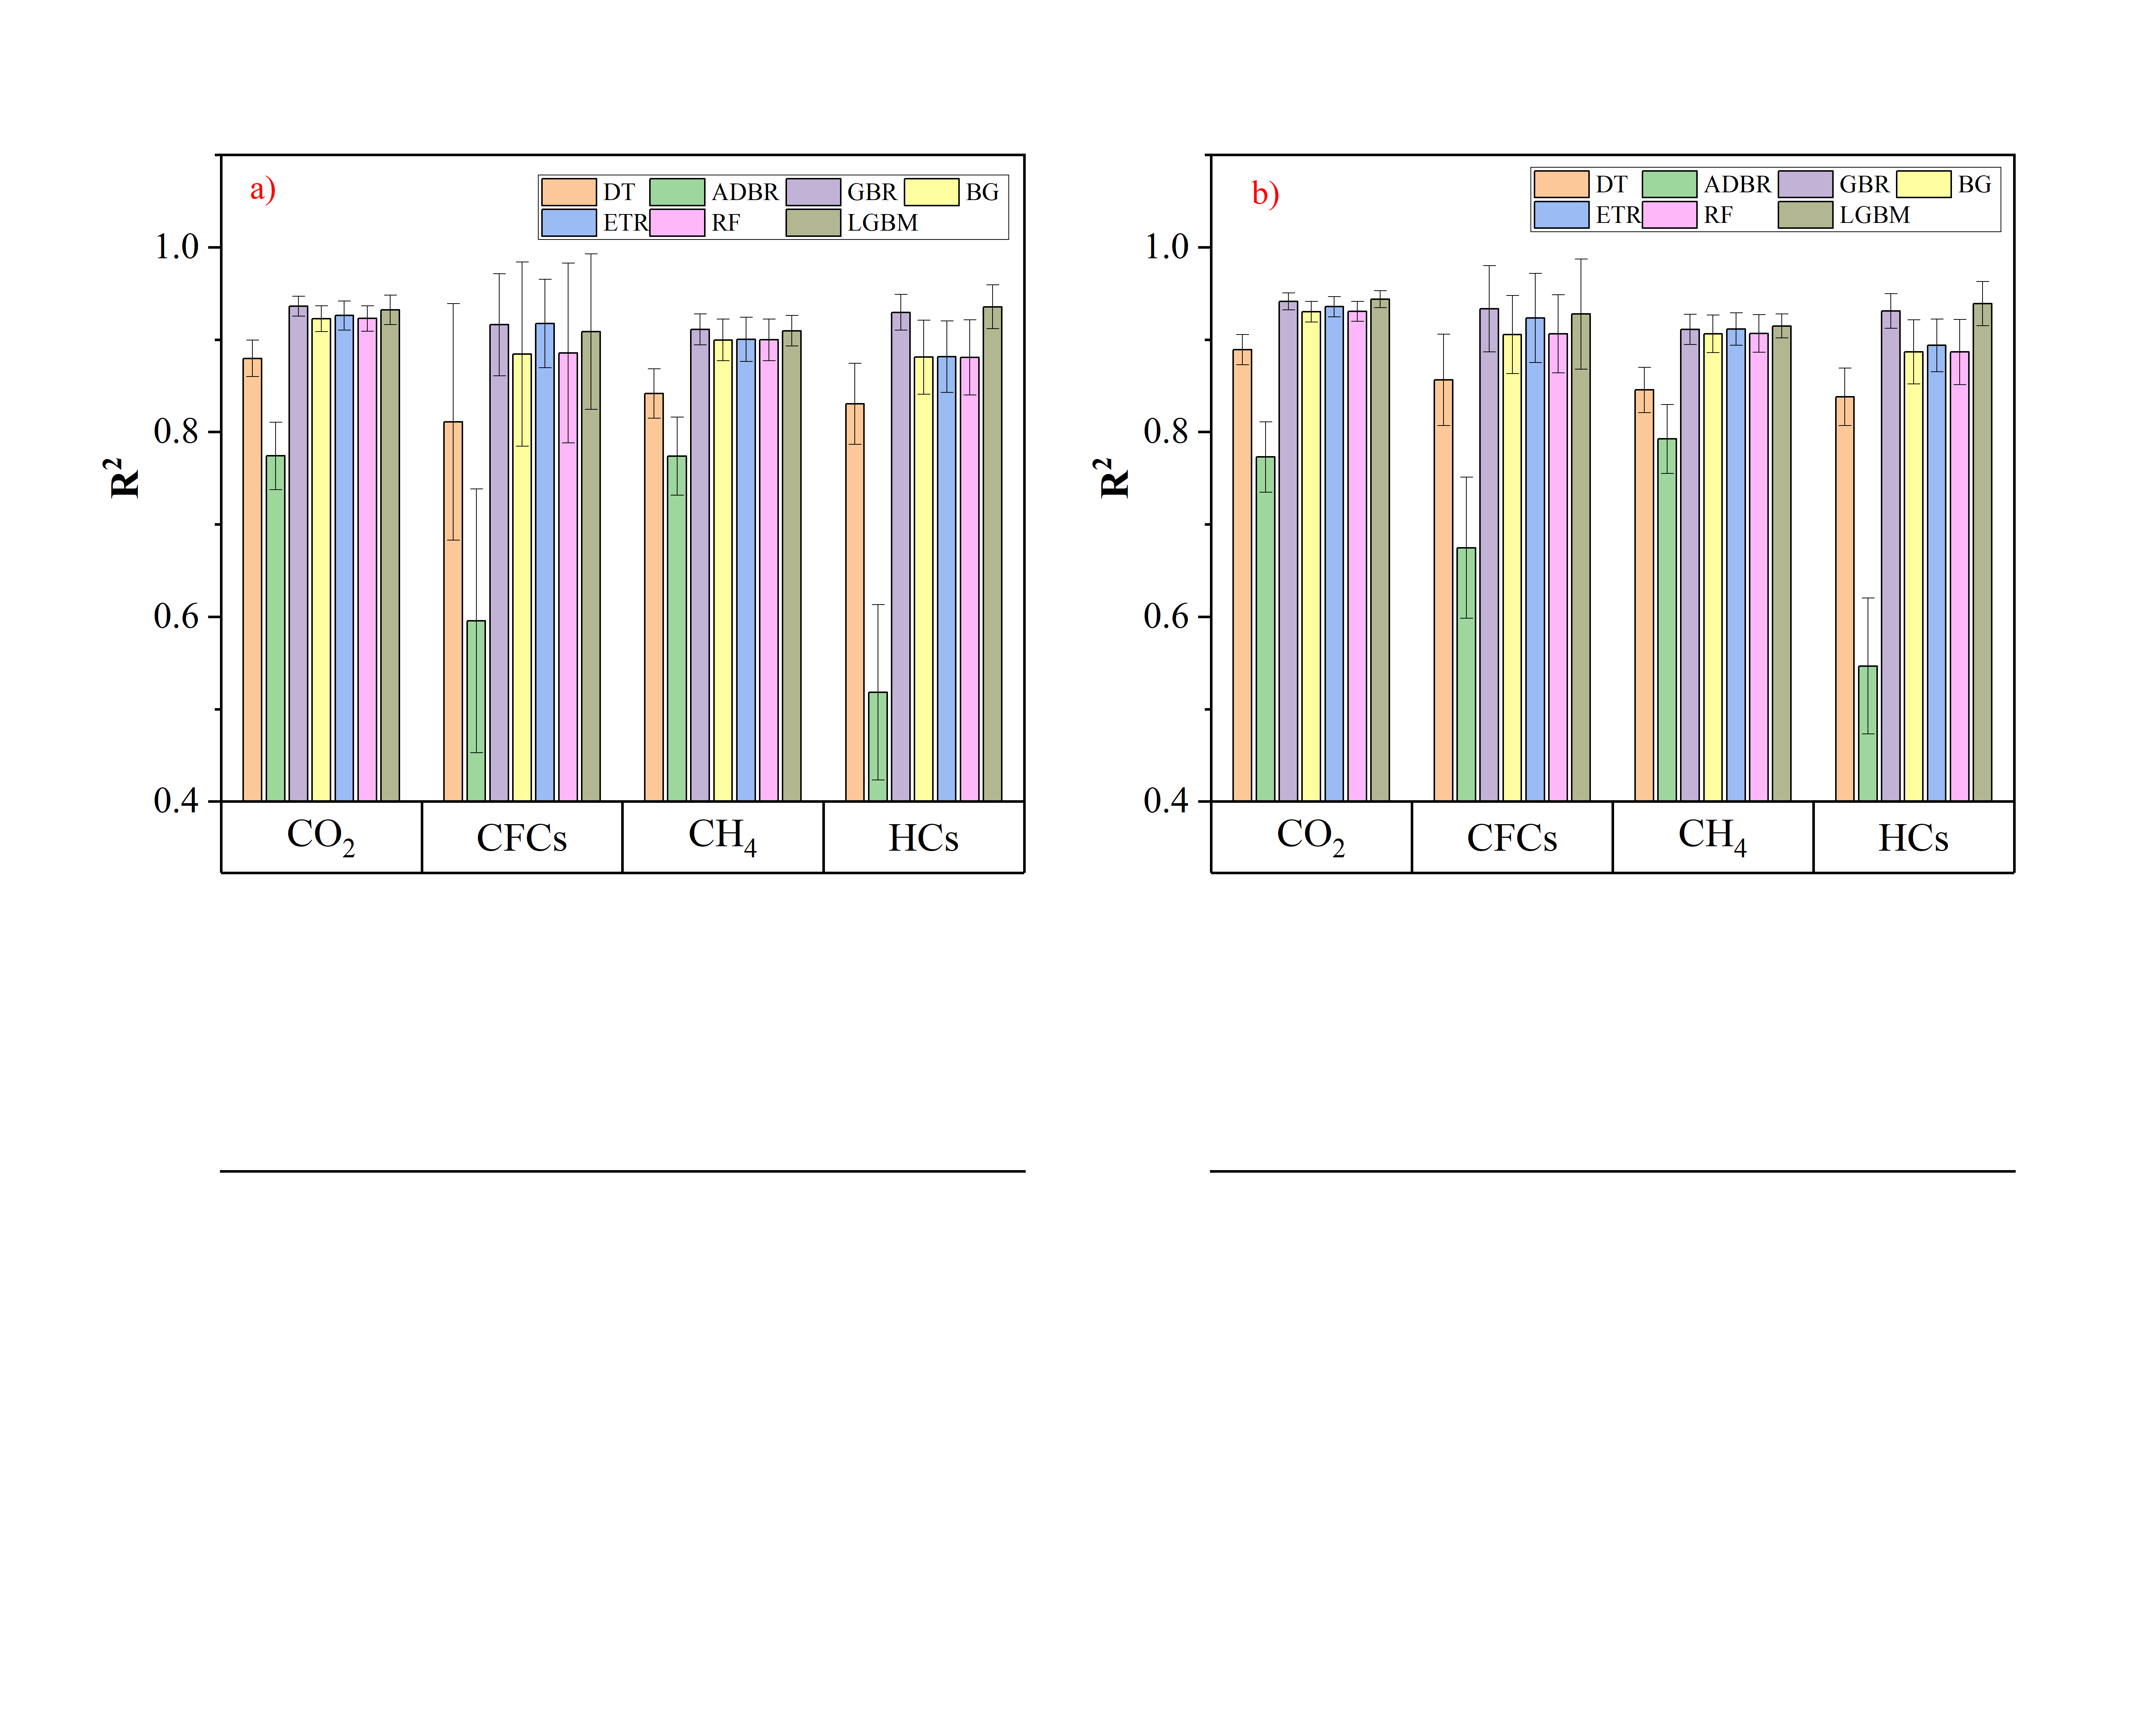 a)
DT ADBR GBR BG
ETR RF LGBM
1.0
0.8
0.6
0.4
R²
CO₂ CFCs CH₄ HCs
b)
DT ADBR GBR BG
ETR RF LGBM
1.0
0.8
0.6
0.4
R²
CO₂ CFCs CH₄ HCs